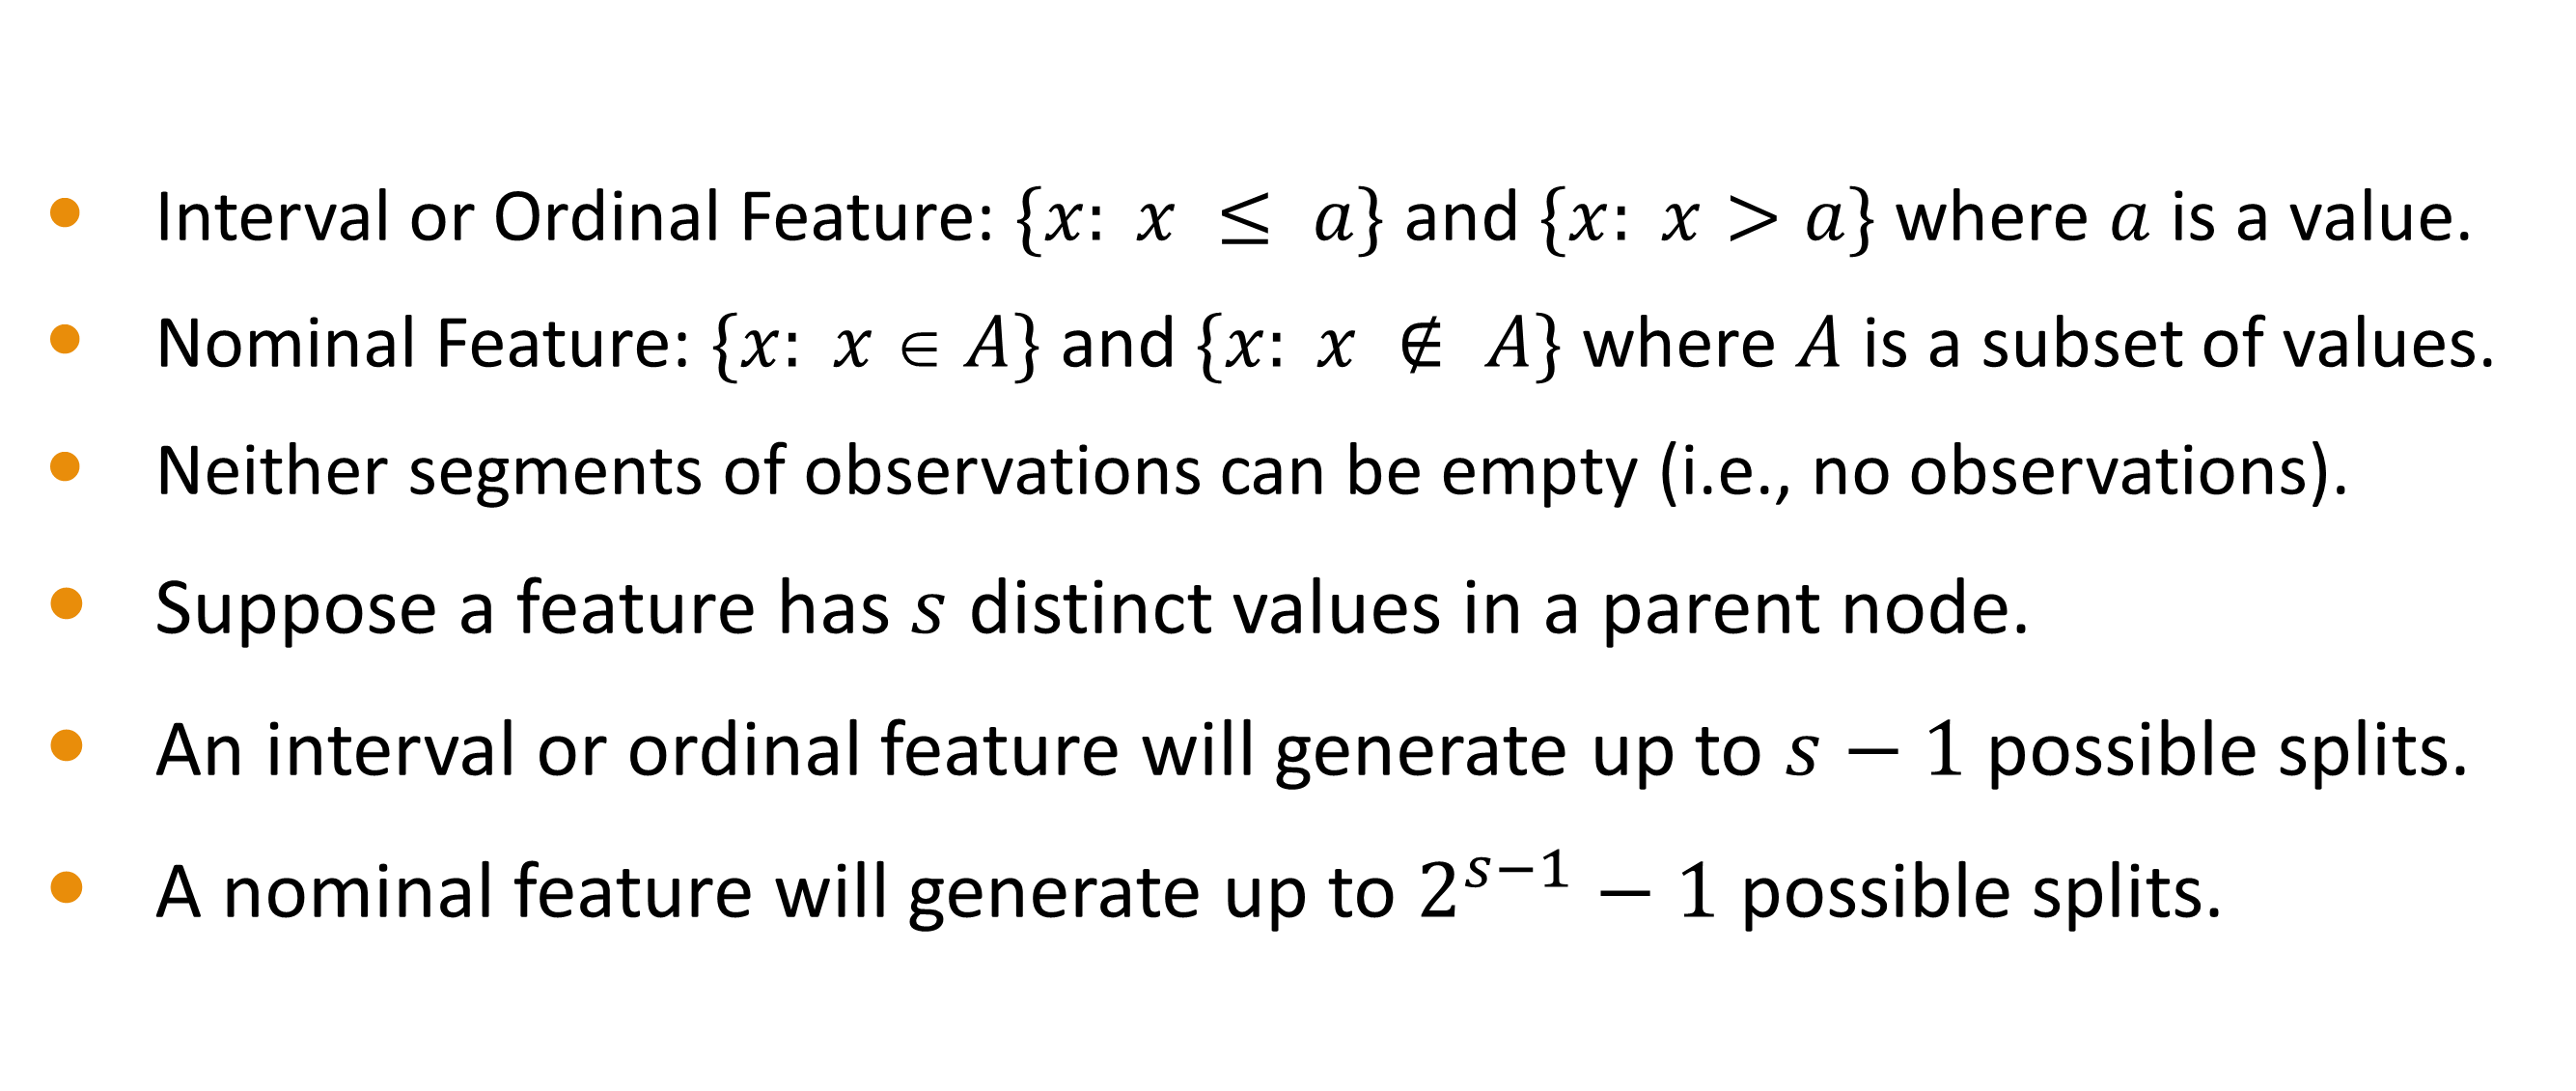 • Interval or Ordinal Feature: {x: x ≤ a} and {x: x > a} where a is a value.
• Nominal Feature: {x: x ∈ A} and {x: x ∉ A} where A is a subset of values.
• Neither segments of observations can be empty (i.e., no observations).
• Suppose a feature has s distinct values in a parent node.
• An interval or ordinal feature will generate up to s − 1 possible splits.
• A nominal feature will generate up to 2^{s−1} − 1 possible splits.